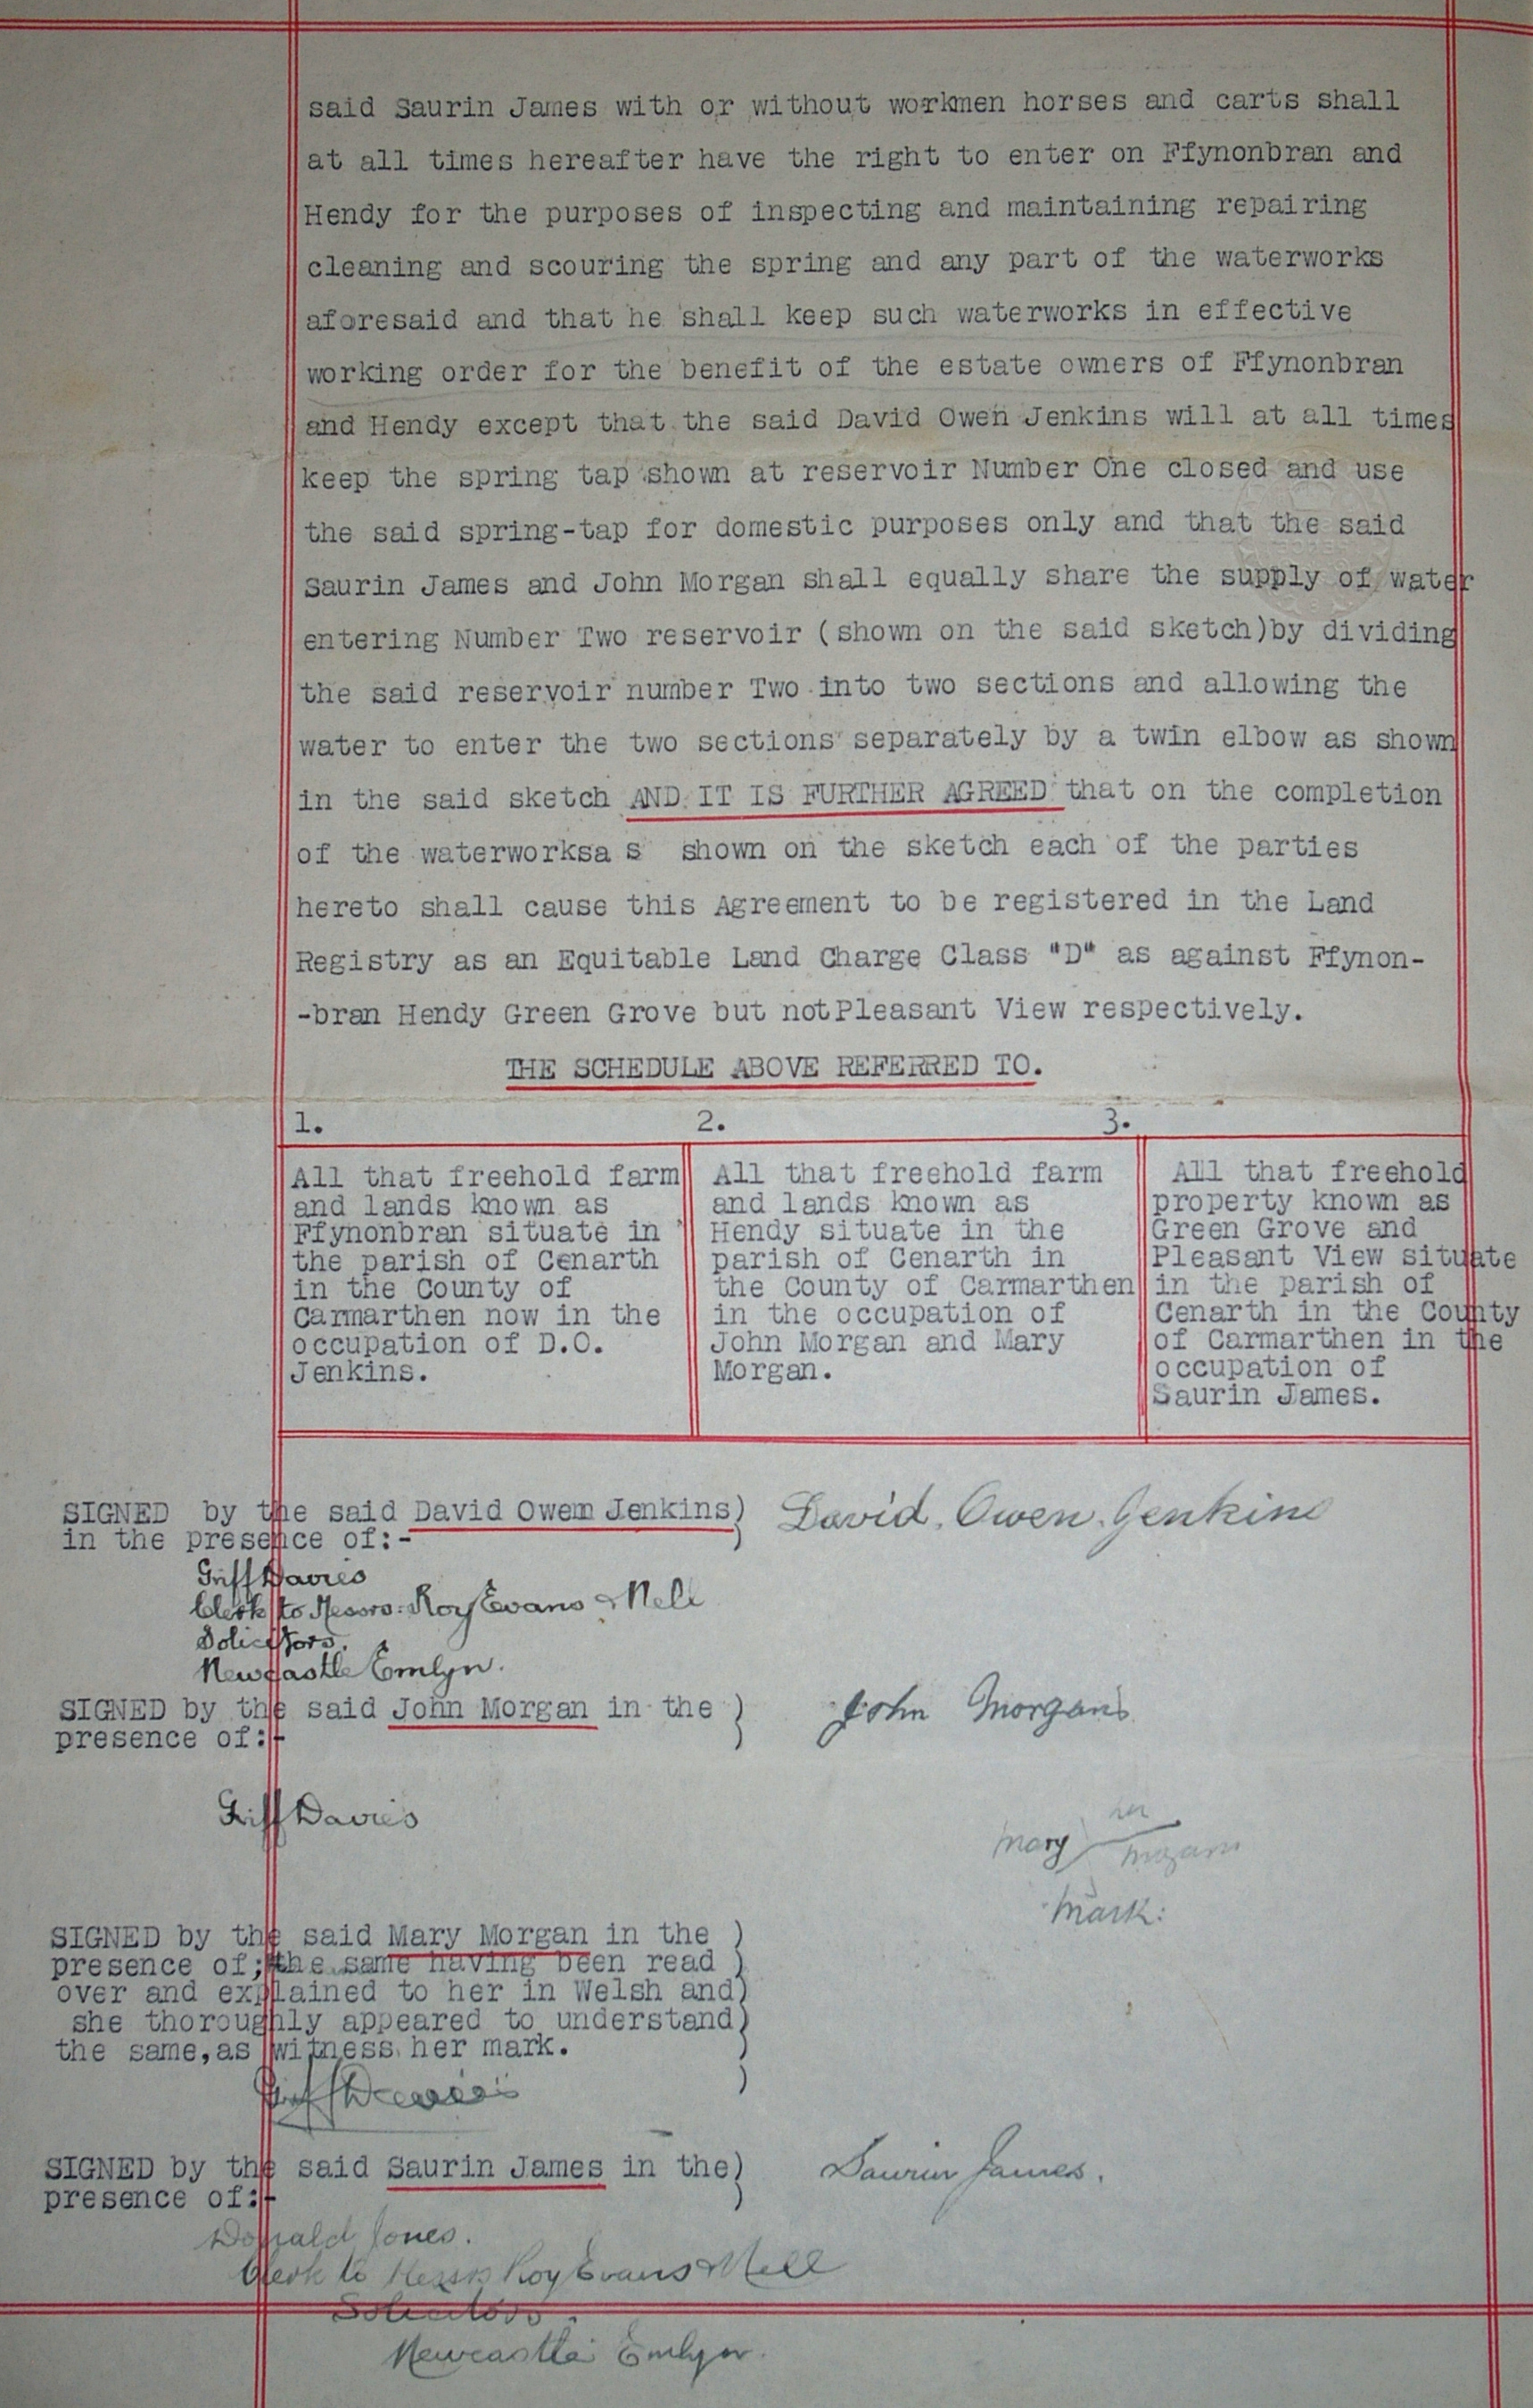 said Saurin James with or without workmen horses and carts shall
at all times hereafter have the right to enter on Ffynonbran and
Hendy for the purposes of inspecting and maintaining repairing
cleaning and scouring the spring and any part of the waterworks
aforesaid and that he shall keep such waterworks in effective
working order for the benefit of the estate owners of Ffynonbran
and Hendy except that the said David Owen Jenkins will at all times
keep the spring tap shown at reservoir Number One closed and use
the said spring-tap for domestic purposes only and that the said
Saurin James and John Morgan shall equally share the supply of water
entering Number Two reservoir (shown on the said sketch)by dividing
the said reservoir number Two into two sections and allowing the
water to enter the two sections separately by a twin elbow as shown
in the said sketch AND IT IS FURTHER AGREED that on the completion
of the waterworksa s shown on the sketch each of the parties
hereto shall cause this Agreement to be registered in the Land
Registry as an Equitable Land Charge Class "D" as against Ffynon-
-bran Hendy Green Grove but not Pleasant View respectively.
THE SCHEDULE ABOVE REFERRED TO.
1.
All that freehold farm
and lands known as
Ffynonbran situate in
the parish of Cenarth
in the County of
Carmarthen now in the
occupation of D.O.
Jenkins.
2.
All that freehold farm
and lands known as
Hendy situate in the
parish of Cenarth in
the County of Carmarthen
in the occupation of
John Morgan and Mary
Morgan.
3.
All that freehold
property known as
Green Grove and
Pleasant View situate
in the parish of
Cenarth in the County
of Carmarthen in the
occupation of
Saurin James.
SIGNED by the said David Owem Jenkins)
in the presence of:- )
David. Owen. Jenkins
Griff Davies
Clerk to Messrs: Roy Evans & Nell
Solicitors.
Newcastle Emlyn.
SIGNED by the said John Morgan in the )
presence of:- )
John Morgans
Griff Davies
her
Mary Morgans
Mark:
SIGNED by the said Mary Morgan in the )
presence of; the same having been read )
over and explained to her in Welsh and)
she thoroughly appeared to understand)
the same,as witness her mark. )
)
Griff Davies
SIGNED by the said Saurin James in the)
presence of:- )
Saurin James.
Donald Jones.
Clerk to Messrs Roy Evans & Nell
Solicitors.
Newcastle Emlyn.